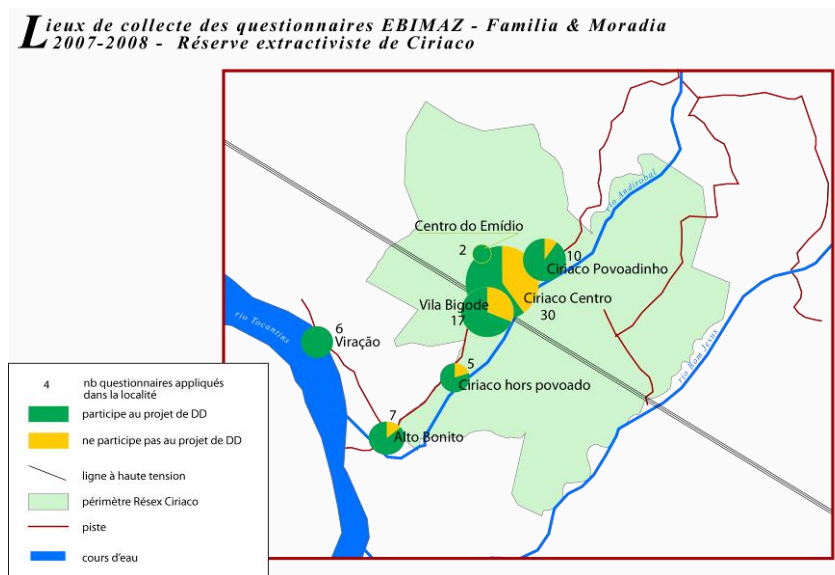 Lieux de collecte des questionnaires EBIMAZ - Familia & Moradia
2007-2008 - Réserve extractiviste de Ciriaco
rio Andirobal
Centro do Emídio
2
10
Ciriaco Povoadinho
Ciriaco Centro
30
Vila Bigode
17
rio Tocantins
6
Viração
rio Bom Jesus
5
Ciriaco hors povoado
7
Alto Bonito
4 nb questionnaires appliqués
dans la localité
participe au projet de DD
ne participe pas au projet de DD
ligne à haute tension
périmètre Résex Ciriaco
piste
cours d'eau